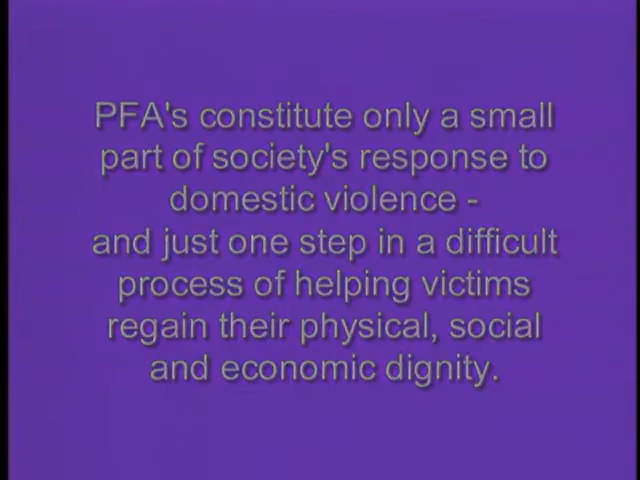 PFA's constitute only a small
part of society's response to
domestic violence -
and just one step in a difficult
process of helping victims
regain their physical, social
and economic dignity.